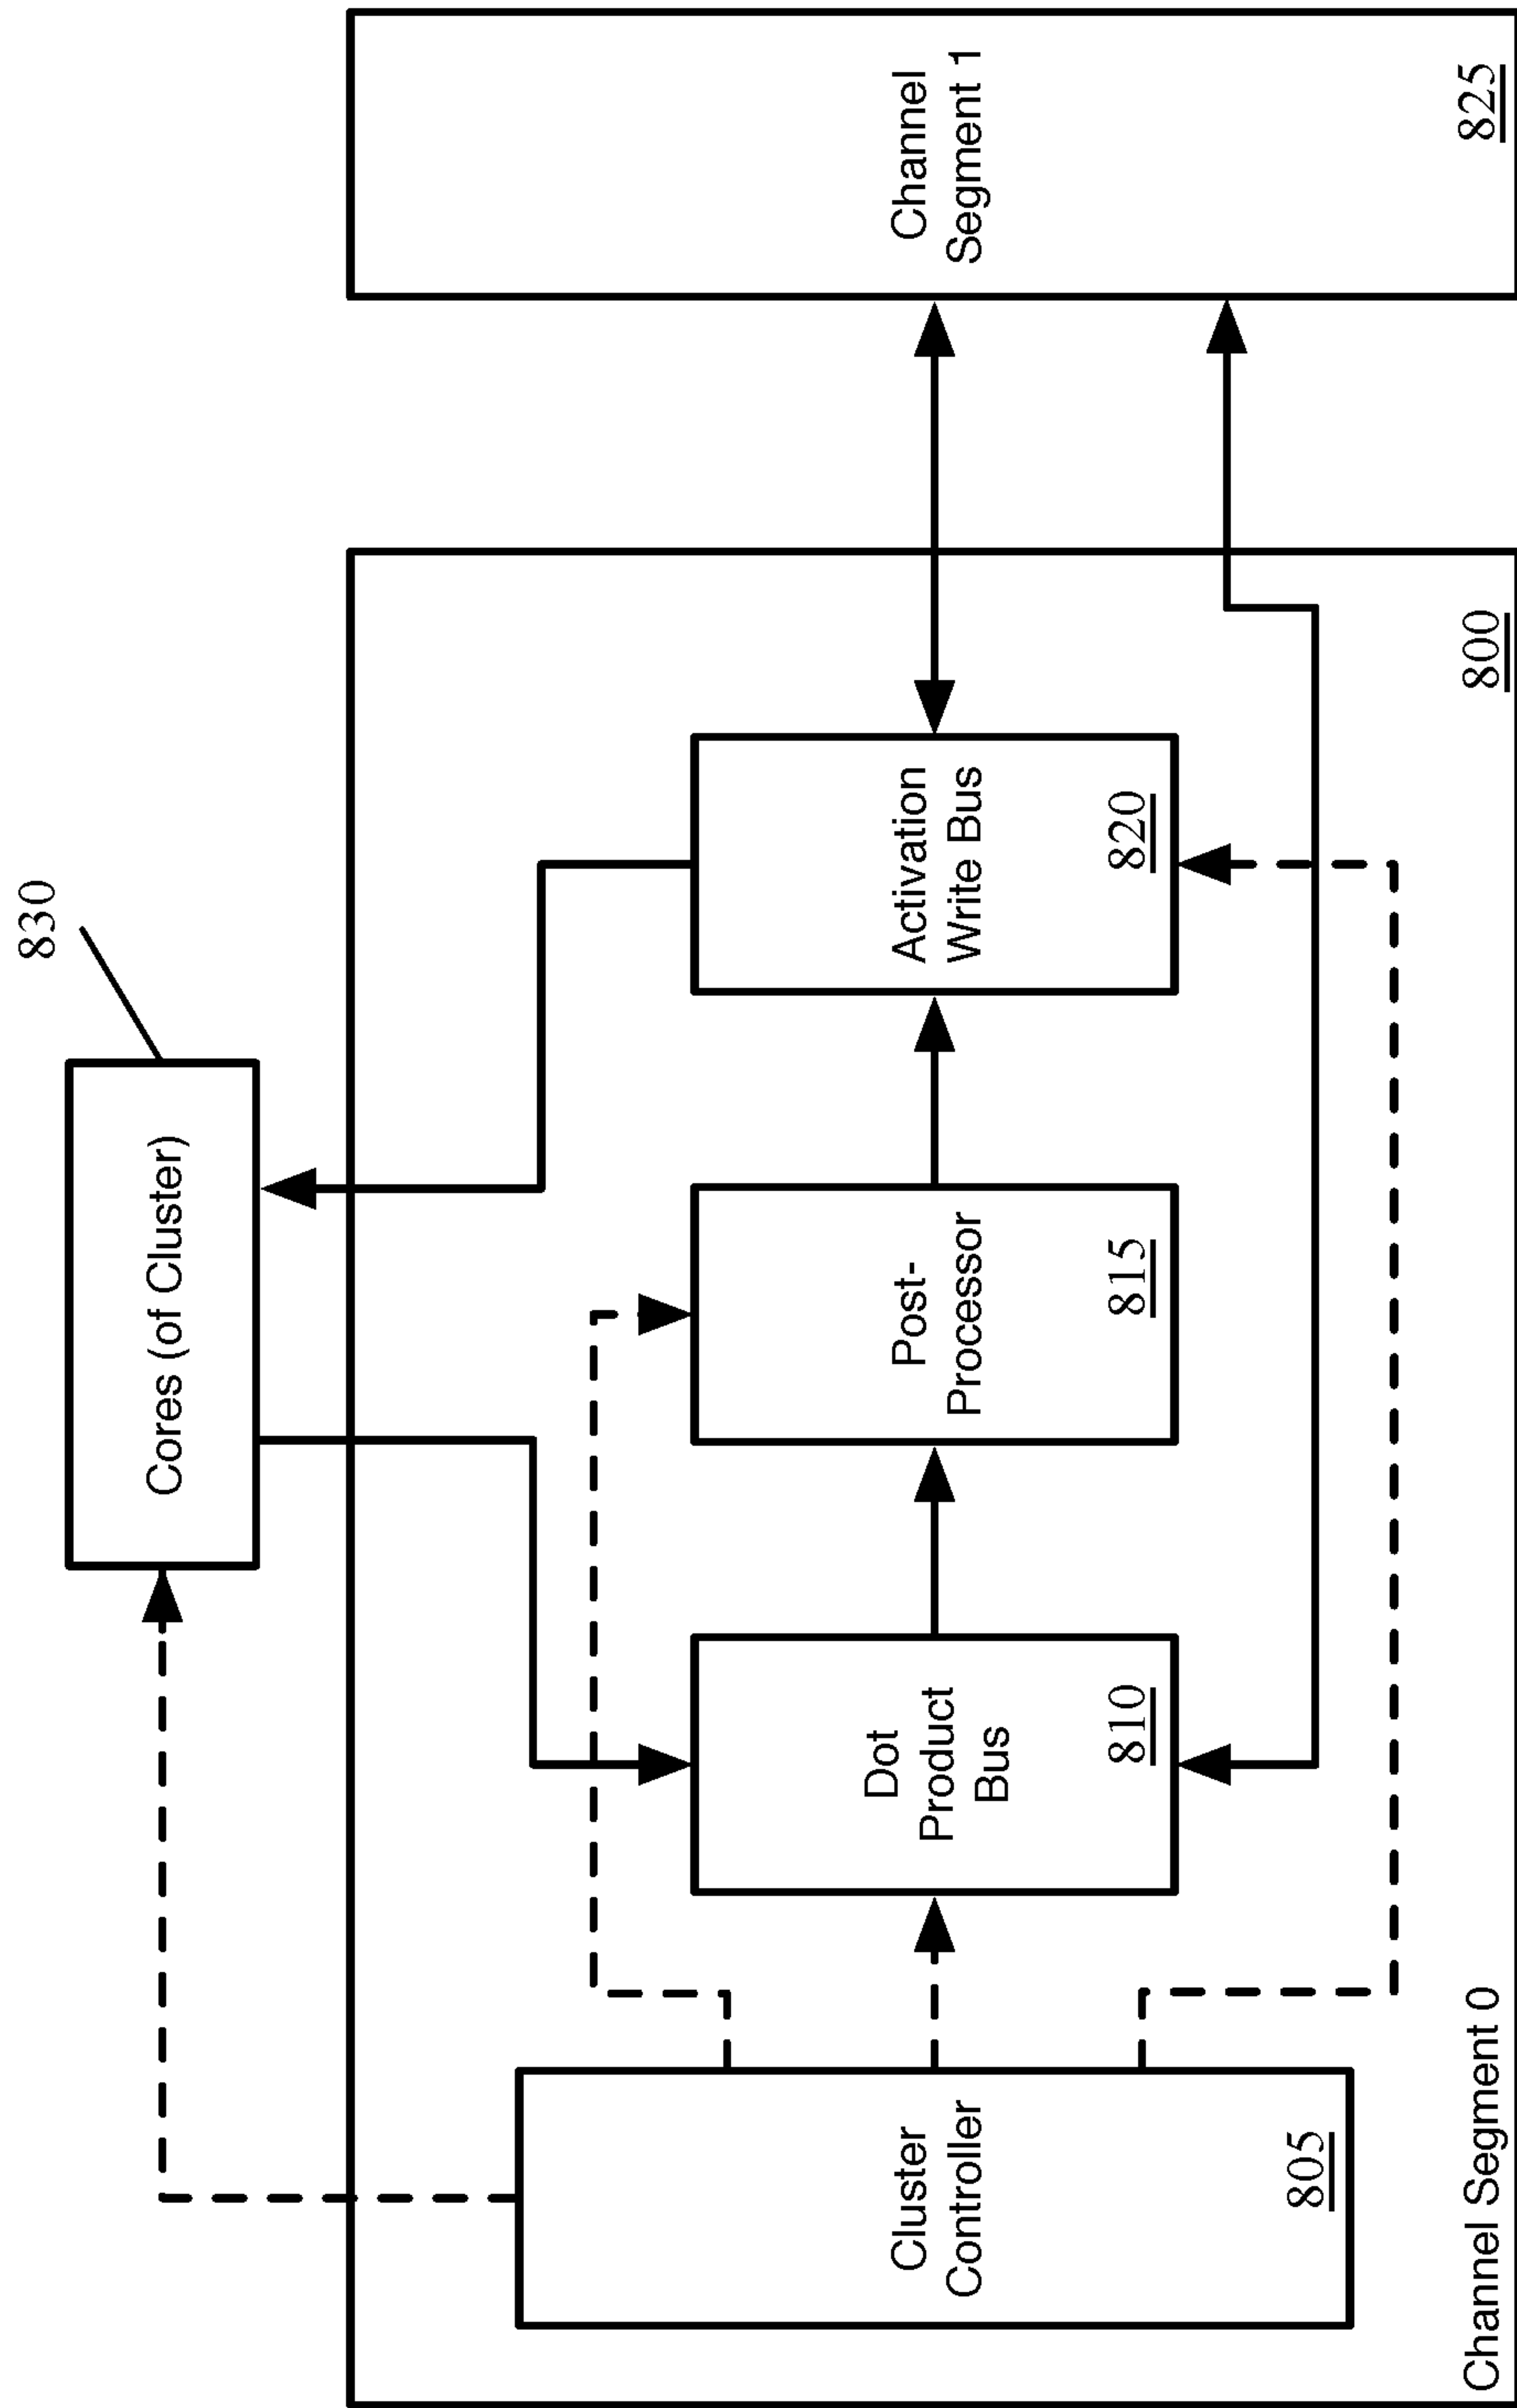 830
Cores (of Cluster)
Cluster
Controller
805
Dot
Product
Bus
810
Post-
Processor
815
Activation
Write Bus
820
Channel
Segment 1
825
Channel Segment 0
800